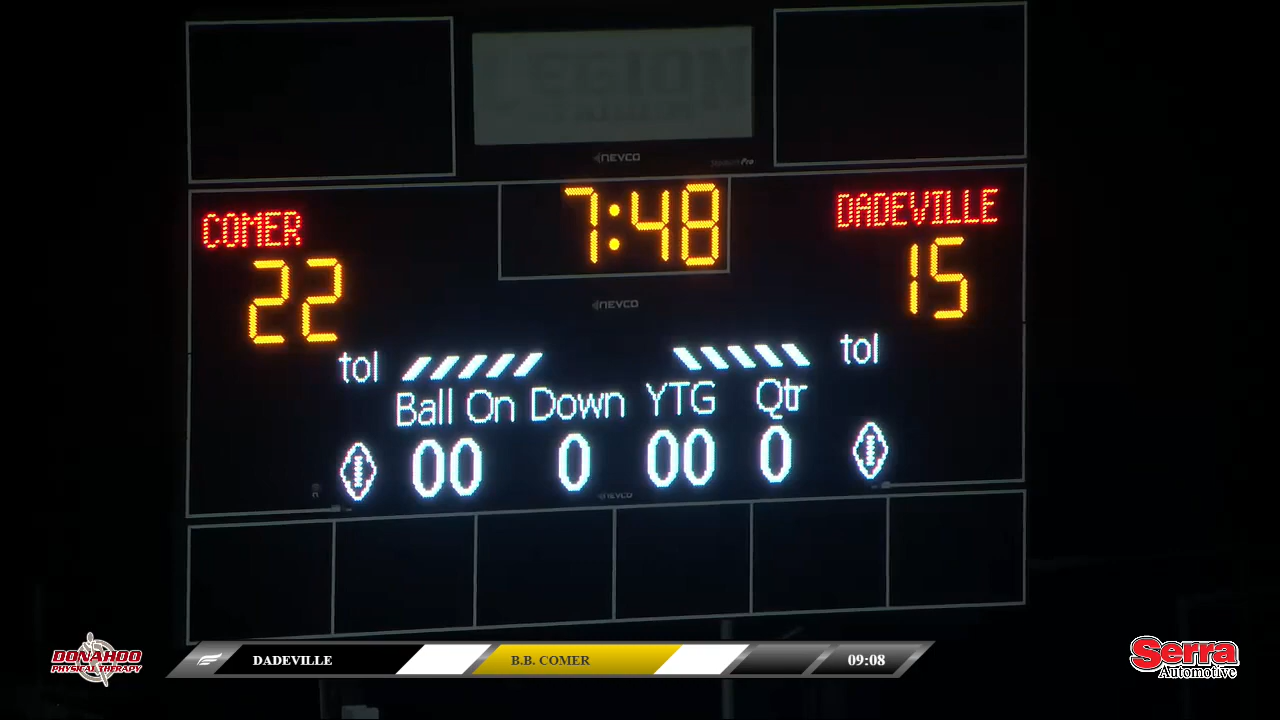 NEVCO
COMER
7:48
DADEVILLE
22
15
NEVCO
tol
tol
Ball On Down YTG Qtr
00 0 00 0
NEVCO
DONAHOO
PHYSICAL THERAPY
DADEVILLE
B.B. COMER
09:08
Serra
Automotive